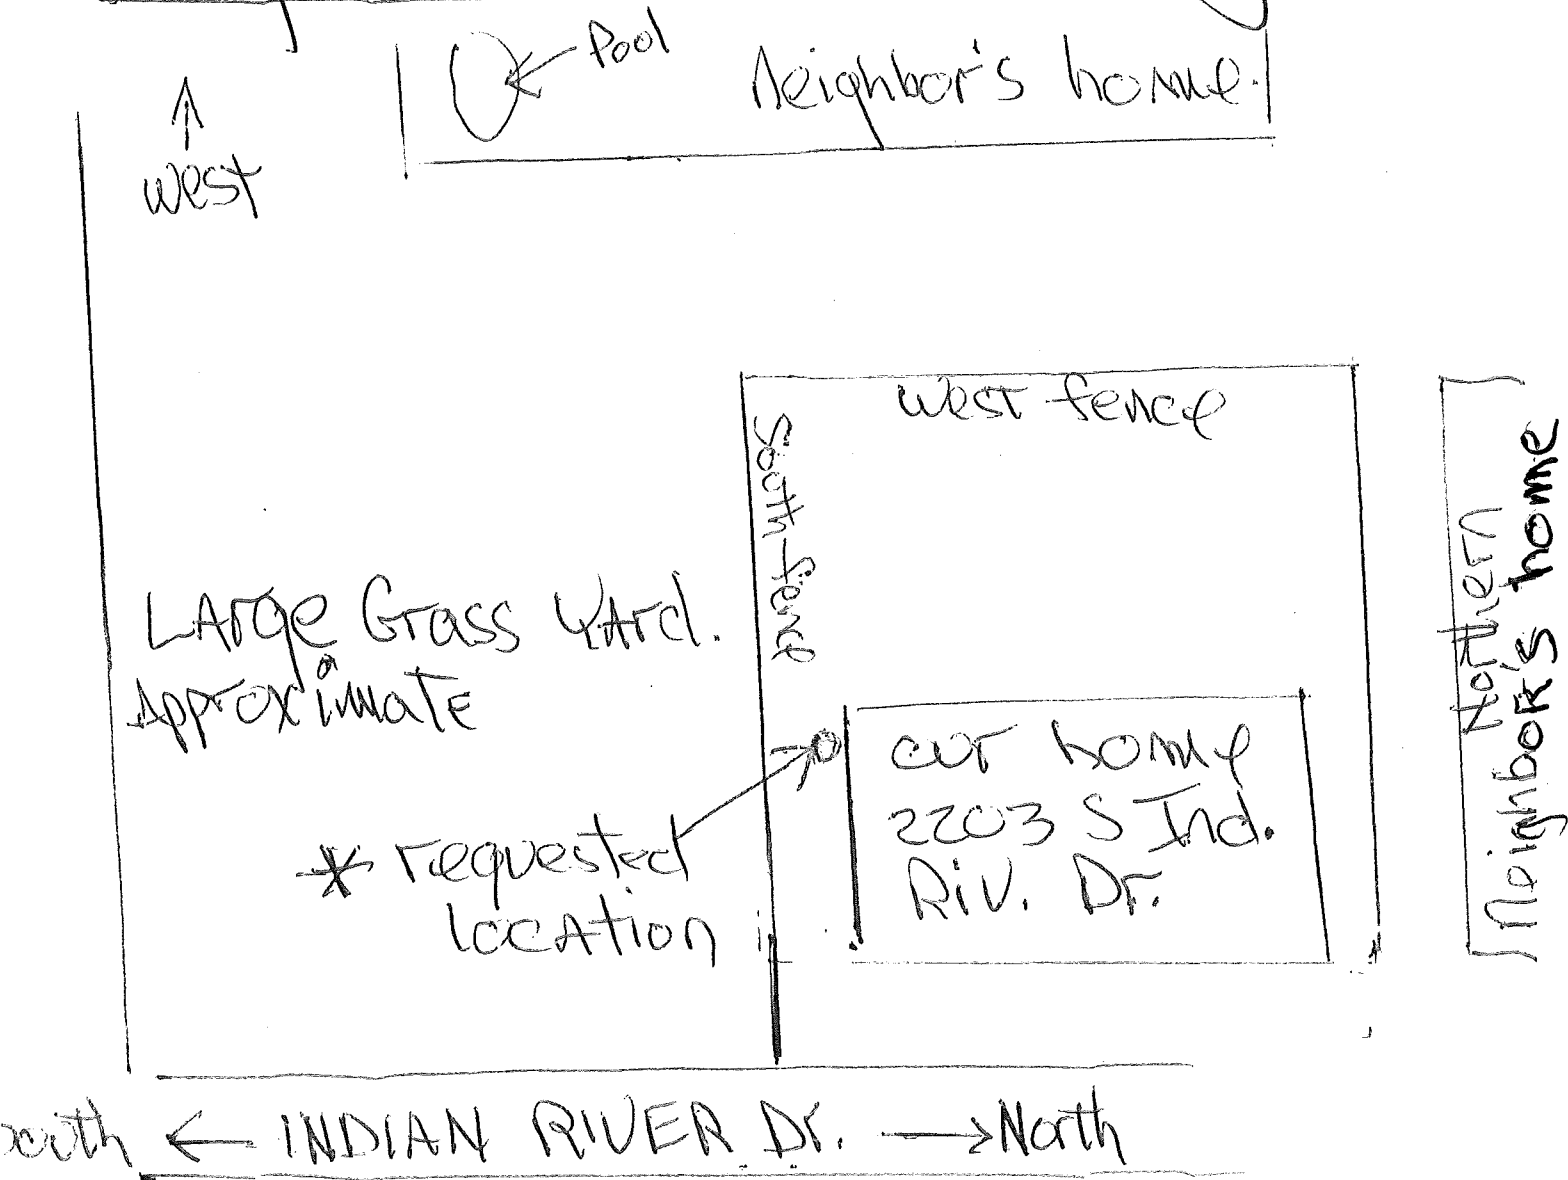 Pool
Neighbor's home.
West
West fence
South fence
Northern
Neighbor's home
Large Grass Yard.
Approximate
our home
2203 S Ind.
Riv. Dr.
* requested
location
South ← INDIAN RIVER Dr. → North